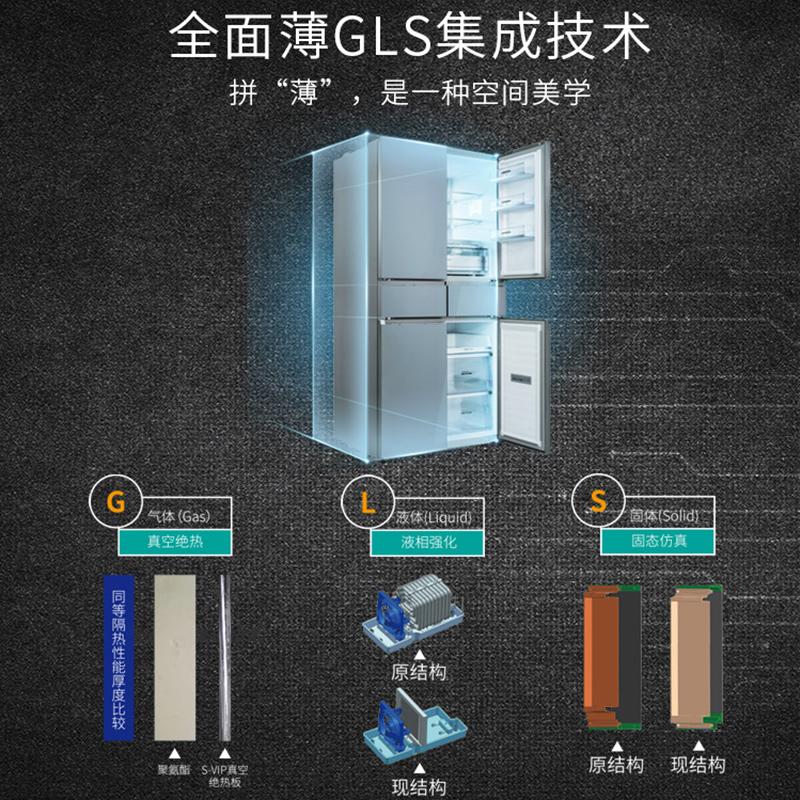 全面薄GLS集成技术
拼“薄”，是一种空间美学
G
气体(Gas)
真空绝热
L
液体(Liquid)
液相强化
S
固体(Solid)
固态仿真
同等隔热性能厚度比较
聚氨酯
S-VIP真空
绝热板
原结构
现结构
原结构
现结构